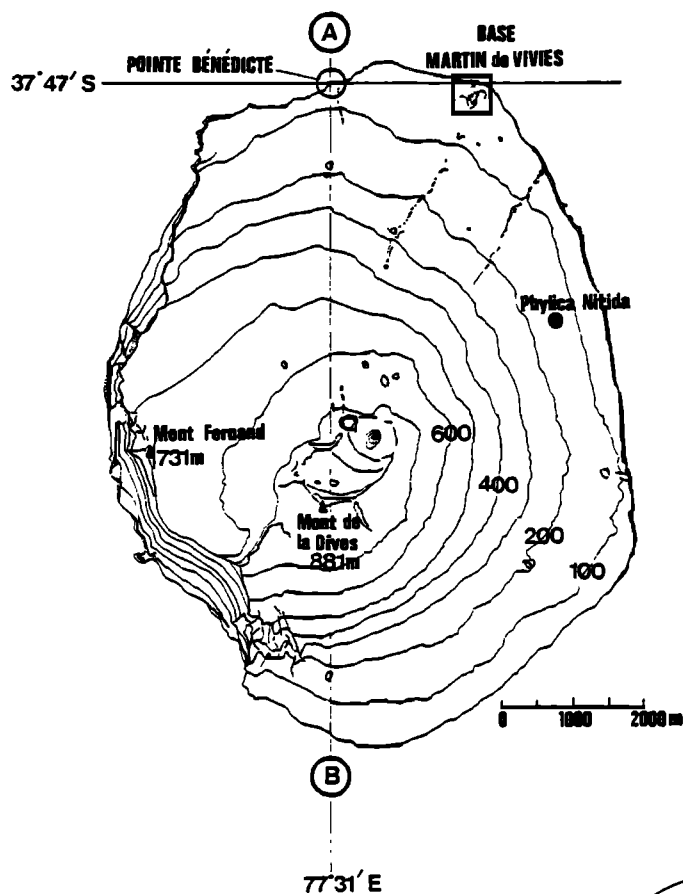 A
BASE
POINTE BÉNÉDICTE
MARTIN de VIVIES
37°47' S
Phylica Nitida
600
Mont Fernand
731m
400
Mont de
la Dives
881m
200
100
0 1000 2000 m
B
77°31' E